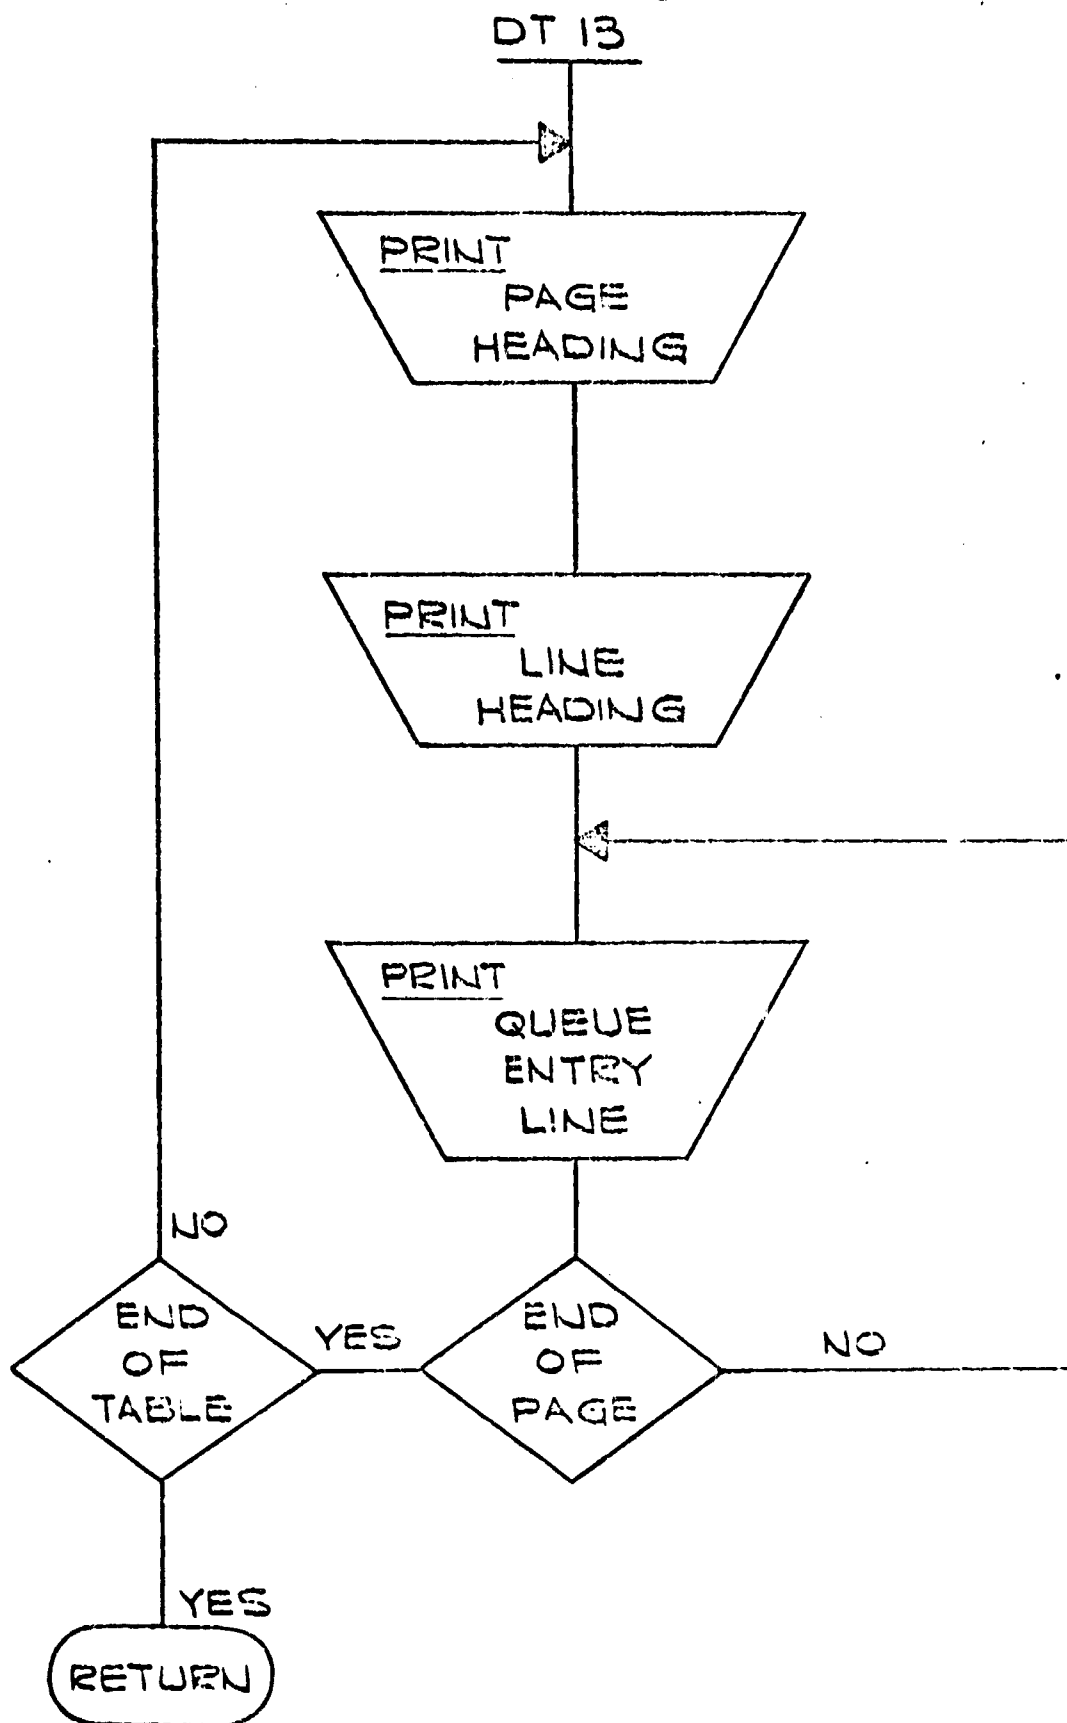 DT 13
PRINT
PAGE
HEADING
PRINT
LINE
HEADING
PRINT
QUEUE
ENTRY
LINE
NO
END
OF
TABLE
YES
END
OF
PAGE
NO
YES
RETURN